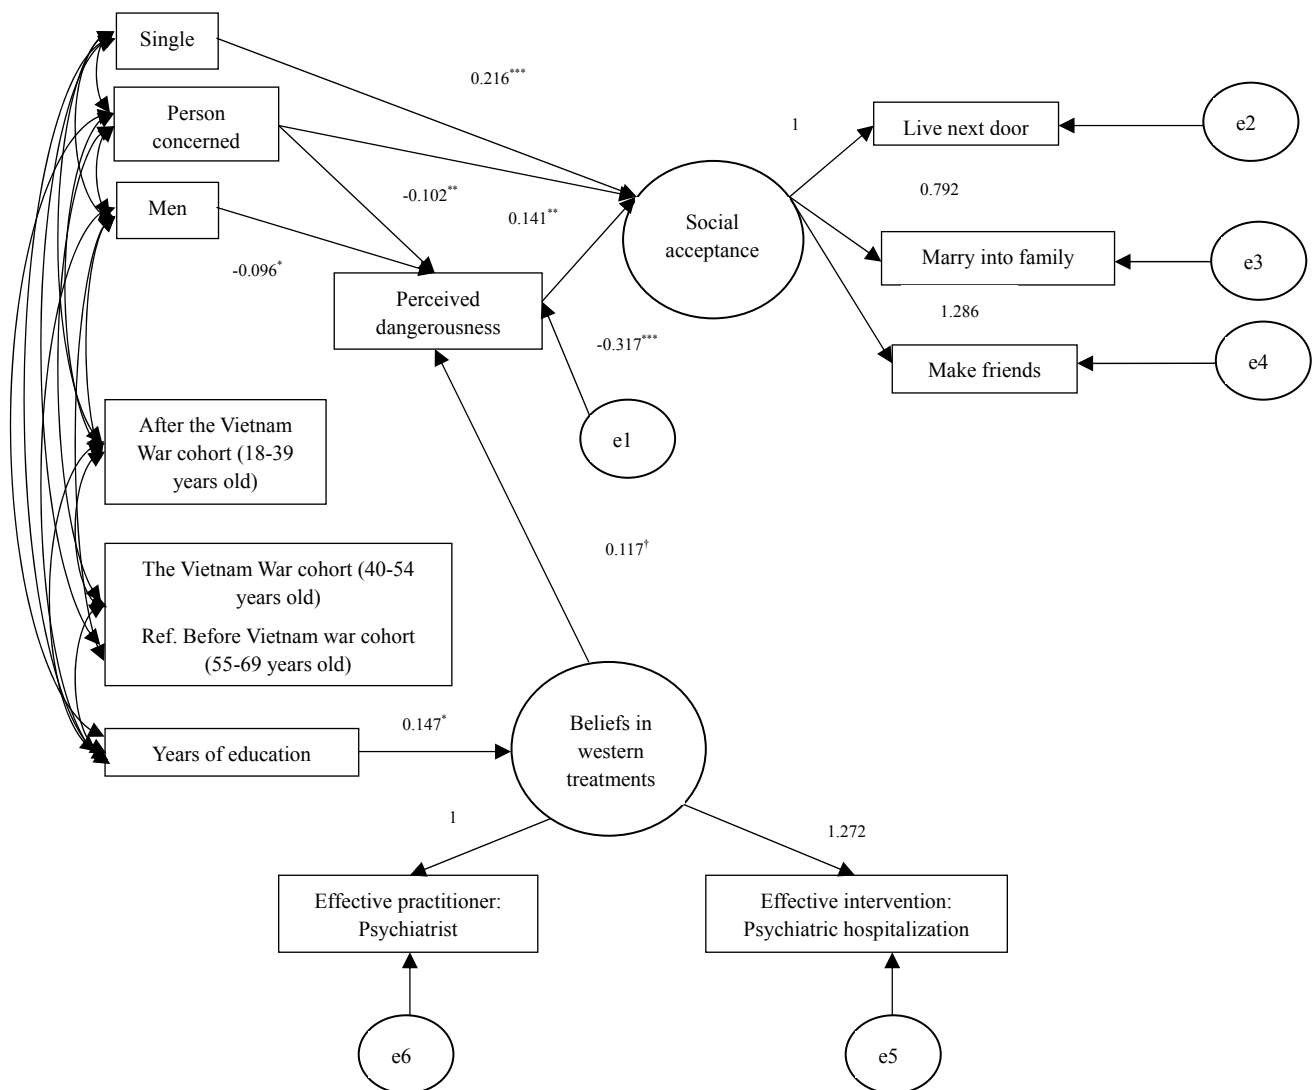 Single
0.216***
Person
concerned
Live next door
e2
1
Men
-0.102**
0.141**
0.792
Social
acceptance
Marry into family
e3
-0.096*
Perceived
dangerousness
-0.317***
1.286
Make friends
e4
After the Vietnam
War cohort (18-39
years old)
e1
The Vietnam War cohort (40-54
years old)
Ref. Before Vietnam war cohort
(55-69 years old)
0.117†
Years of education
0.147*
Beliefs in
western
treatments
1
1.272
Effective practitioner:
Psychiatrist
Effective intervention:
Psychiatric hospitalization
e6
e5